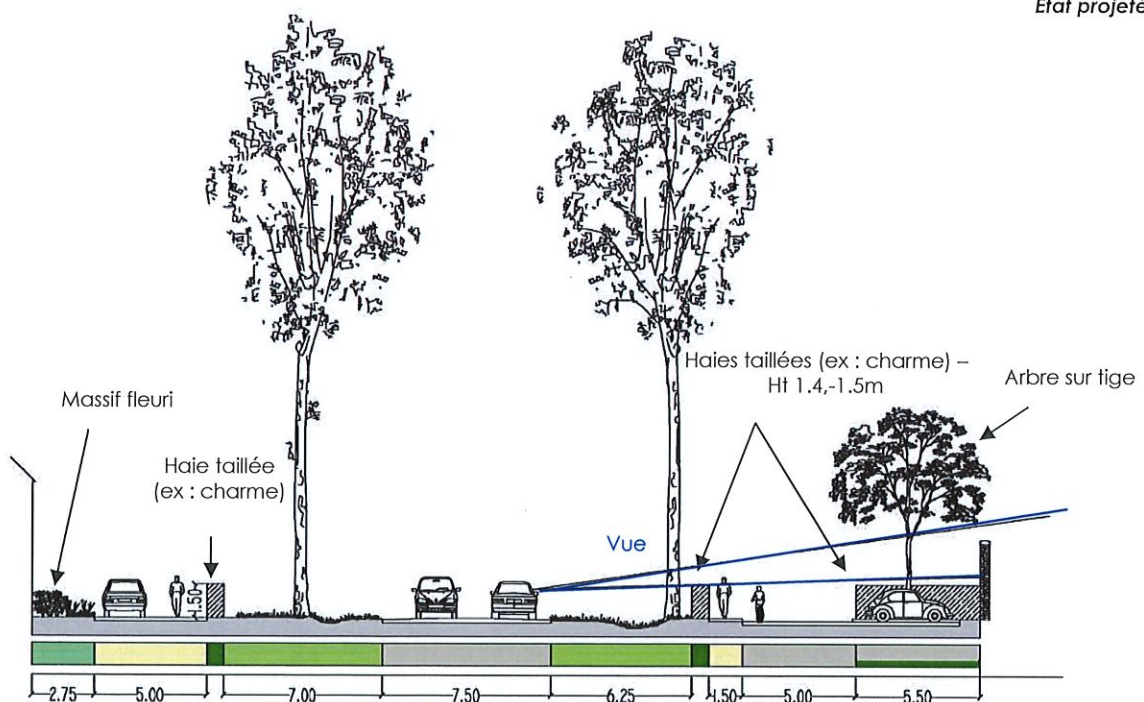 Etat projeté
Haies taillées (ex : charme) –
Ht 1.4,-1.5m
Arbre sur tige
Massif fleuri
Haie taillée
(ex : charme)
Vue
1.50
2.75 5.00 7.00 7.50 6.25 1.50 5.00 5.50